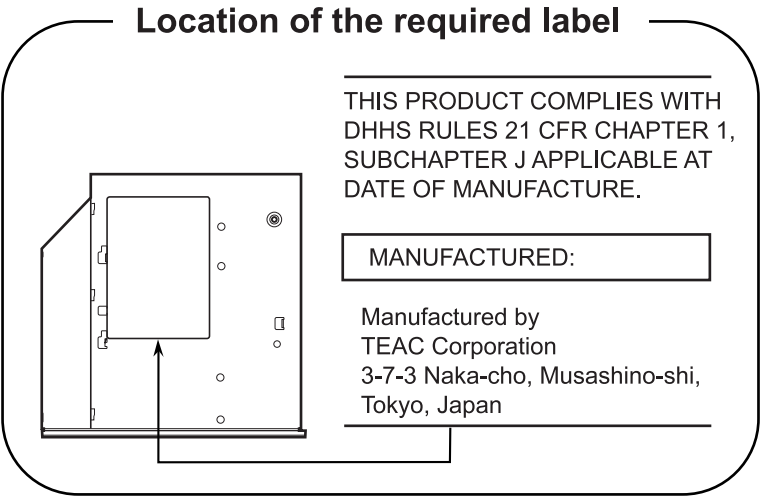 Location of the required label
THIS PRODUCT COMPLIES WITH
DHHS RULES 21 CFR CHAPTER 1,
SUBCHAPTER J APPLICABLE AT
DATE OF MANUFACTURE.
MANUFACTURED:
Manufactured by
TEAC Corporation
3-7-3 Naka-cho, Musashino-shi,
Tokyo, Japan